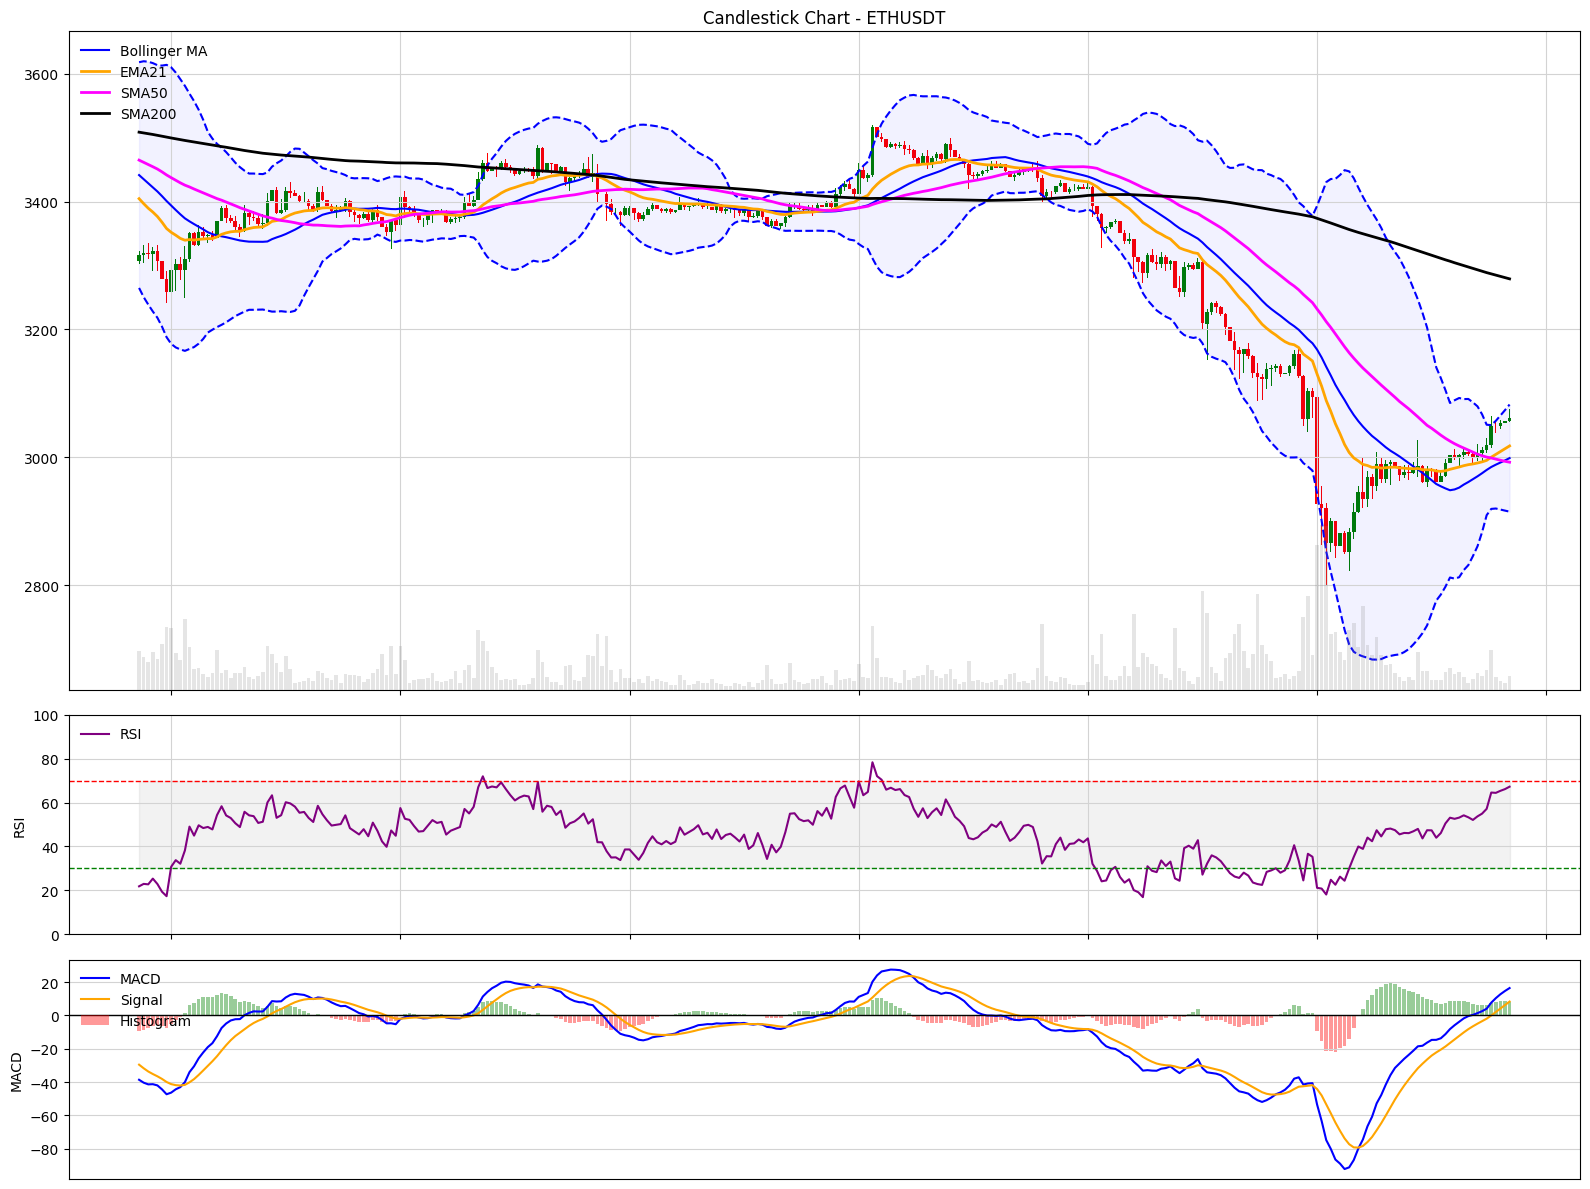 Candlestick Chart - ETHUSDT
Bollinger MA
EMA21
SMA50
SMA200
3600
3400
3200
3000
2800
RSI
100
80
60
40
20
0
RSI
MACD
Signal
Histogram
20
0
−20
−40
−60
−80
MACD